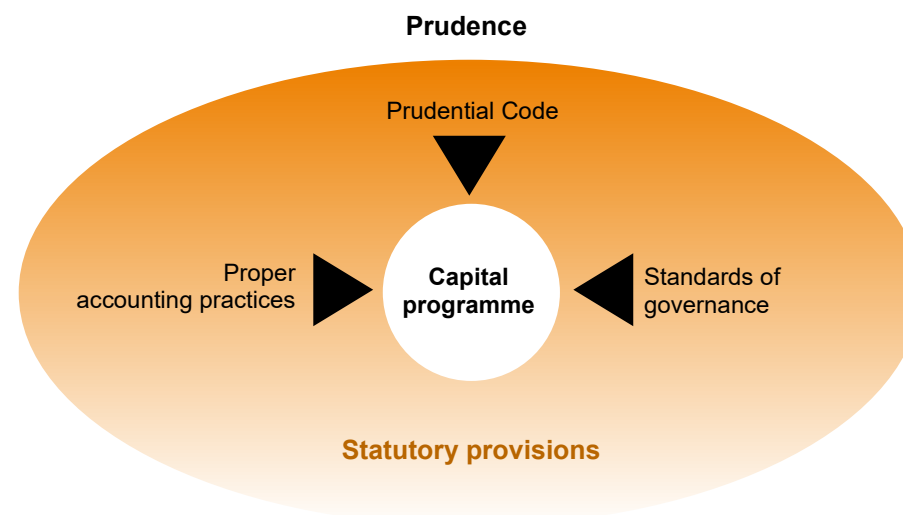 Prudence
Prudential Code
Proper
accounting practices
Capital
programme
Standards of
governance
Statutory provisions